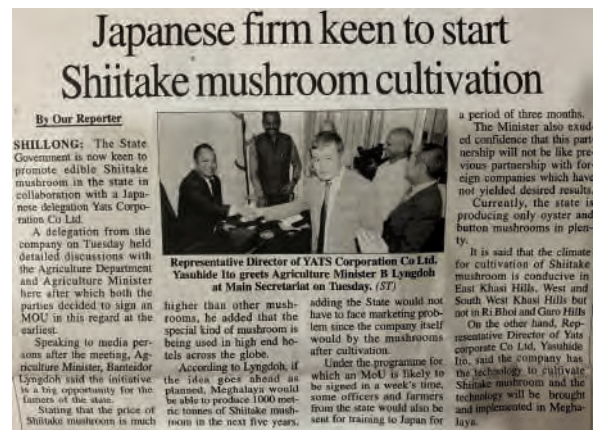 Japanese firm keen to start
Shiitake mushroom cultivation
By Our Reporter
SHILLONG: The State
Government is now keen to
promote edible Shiitake
mushroom in the state in
collaboration with a Japa-
nese delegation Yats Corpo-
ration Co Ltd.
A delegation from the
company on Tuesday held
detailed discussions with
the Agriculture Department
and Agriculture Minister
here after which both the
parties decided to sign an
MOU in this regard at the
earliest.
Speaking to media per-
sons after the meeting, Ag-
riculture Minister, Banteidor
Lyngdoh said the initiative
is a big opportunity for the
farmers of the state.
Stating that the price of
Shiitake mushroom is much
Representative Director of YATS Corporation Co Ltd,
Yasuhide Ito greets Agriculture Minister B Lyngdoh
at Main Secretariat on Tuesday. (ST)
higher than other mush-
rooms, he added that the
special kind of mushroom is
being used in high end ho-
tels across the globe.
According to Lyngdoh, if
the idea goes ahead as
planned, Meghalaya would
be able to produce 1000 met-
ric tonnes of Shiitake mush-
room in the next five years,
adding the State would not
have to face marketing prob-
lem since the company itself
would by the mushrooms
after cultivation.
Under the programme for
which an MoU is likely to
be signed in a week's time,
some officers and farmers
from the state would also be
sent for training to Japan for
a period of three months.
The Minister also exud-
ed confidence that this part-
nership will not be like pre-
vious partnership with for-
eign companies which have
not yielded desired results.
Currently, the state is
producing only oyster and
button mushrooms in plen-
ty.
It is said that the climate
for cultivation of Shiitake
mushroom is conducive in
East Khasi Hills, West and
South West Khasi Hills but
not in Ri Bhoi and Garo Hills
On the other hand, Rep-
resentative Director of Yats
corporate Co Ltd, Yasuhide
Ito, said the company has
the technology to cultivate
Shiitake mushroom and the
technology will be brought
and implemented in Megha-
laya.